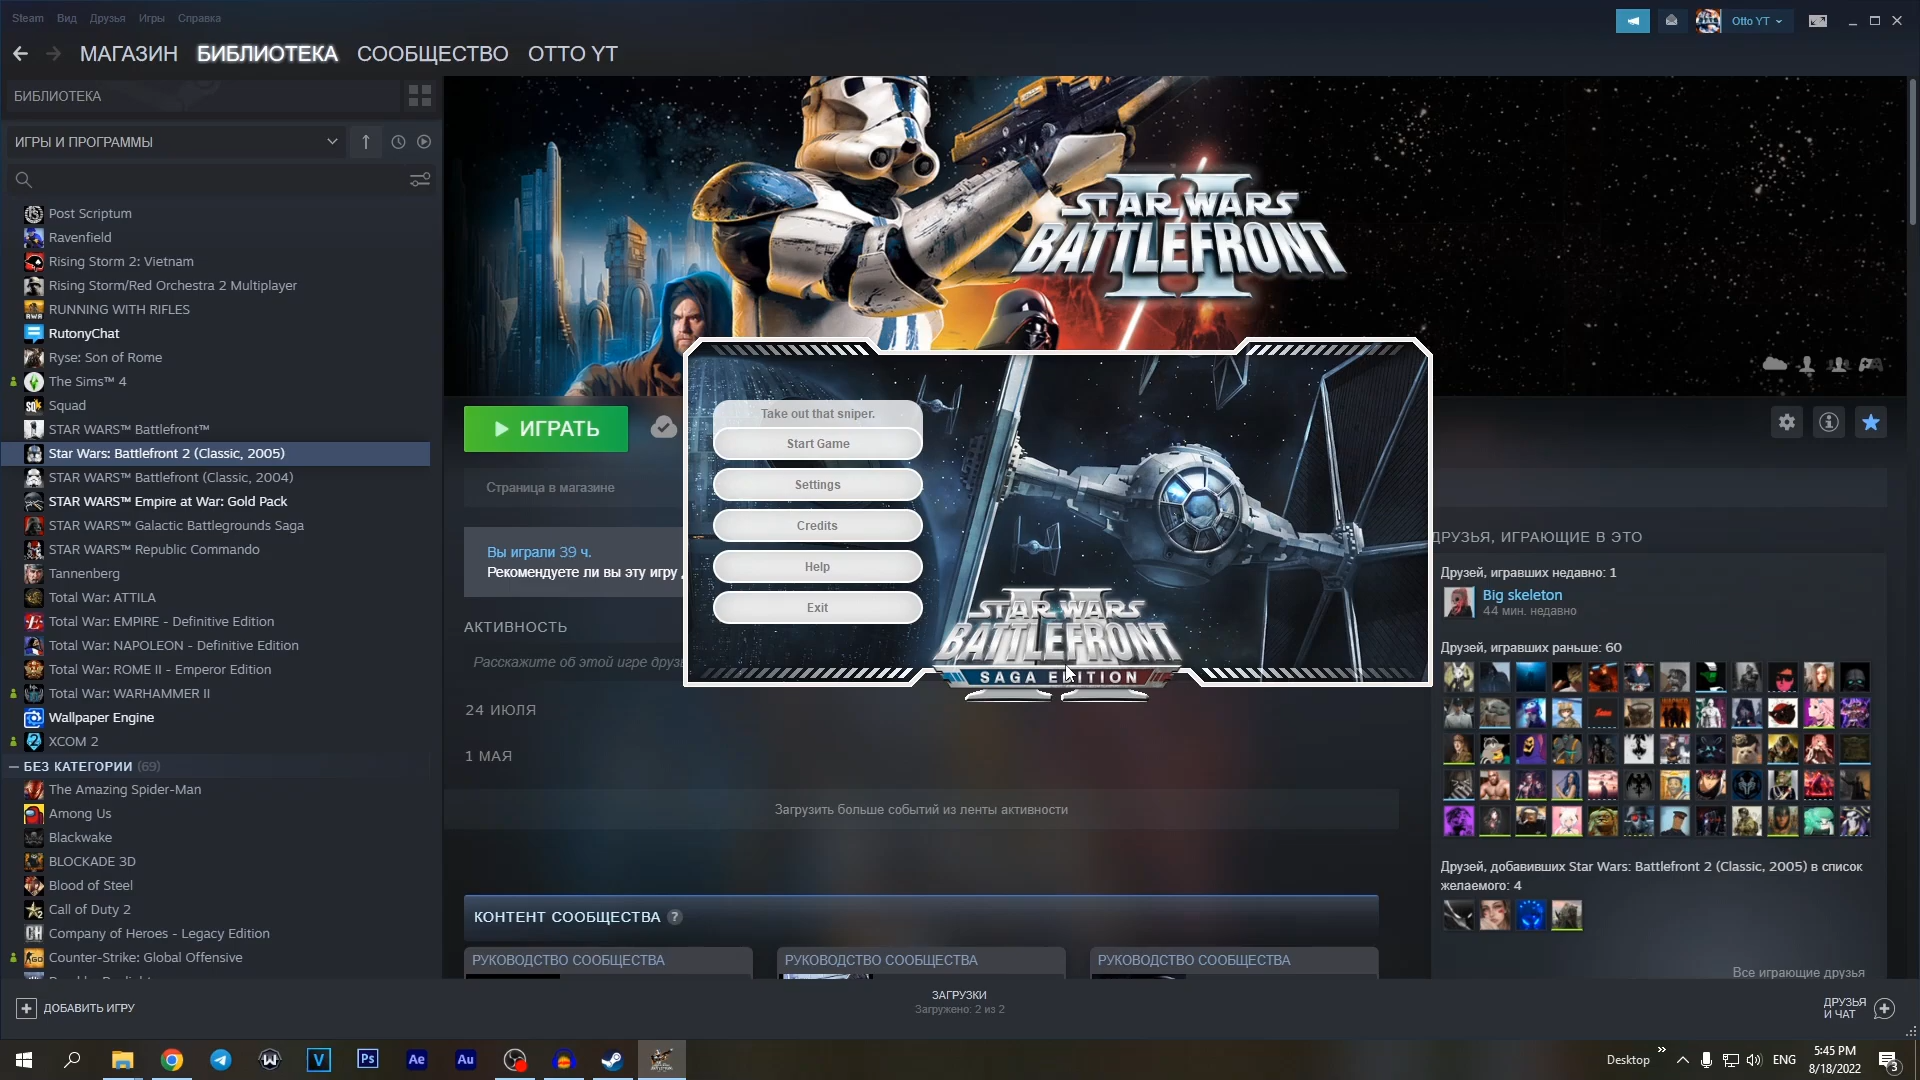 Steam Вид Друзья Игры Справка
Otto YT
МАГАЗИН БИБЛИОТЕКА СООБЩЕСТВО OTTO YT
БИБЛИОТЕКА
ИГРЫ И ПРОГРАММЫ
Post Scriptum
Ravenfield
Rising Storm 2: Vietnam
Rising Storm/Red Orchestra 2 Multiplayer
RUNNING WITH RIFLES
RutonyChat
Ryse: Son of Rome
The Sims™ 4
Squad
STAR WARS™ Battlefront™
Star Wars: Battlefront 2 (Classic, 2005)
STAR WARS™ Battlefront (Classic, 2004)
STAR WARS™ Empire at War: Gold Pack
STAR WARS™ Galactic Battlegrounds Saga
STAR WARS™ Republic Commando
Tannenberg
Total War: ATTILA
Total War: EMPIRE - Definitive Edition
Total War: NAPOLEON - Definitive Edition
Total War: ROME II - Emperor Edition
Total War: WARHAMMER II
Wallpaper Engine
XCOM 2
БЕЗ КАТЕГОРИИ (69)
The Amazing Spider-Man
Among Us
Blackwake
BLOCKADE 3D
Blood of Steel
Call of Duty 2
Company of Heroes - Legacy Edition
Counter-Strike: Global Offensive
ДОБАВИТЬ ИГРУ
STAR WARS
BATTLEFRONT
II
ИГРАТЬ
Страница в магазине
Вы играли 39 ч.
Рекомендуете ли вы эту игру
АКТИВНОСТЬ
Расскажите об этой игре друз
24 ИЮЛЯ
1 МАЯ
Загрузить больше событий из ленты активности
КОНТЕНТ СООБЩЕСТВА ?
РУКОВОДСТВО СООБЩЕСТВА РУКОВОДСТВО СООБЩЕСТВА РУКОВОДСТВО СООБЩЕСТВА
Take out that sniper.
Start Game
Settings
Credits
Help
Exit
STAR WARS
BATTLEFRONT
II
SAGA EDITION
ДРУЗЬЯ, ИГРАЮЩИЕ В ЭТО
Друзей, игравших недавно: 1
Big skeleton
44 мин. недавно
Друзей, игравших раньше: 60
Друзей, добавивших Star Wars: Battlefront 2 (Classic, 2005) в список
желаемого: 4
Все играющие друзья
ЗАГРУЗКИ
Загружено: 2 из 2
ДРУЗЬЯ
И ЧАТ
V Ps Ae Au
Desktop ENG
5:45 PM
8/18/2022
3